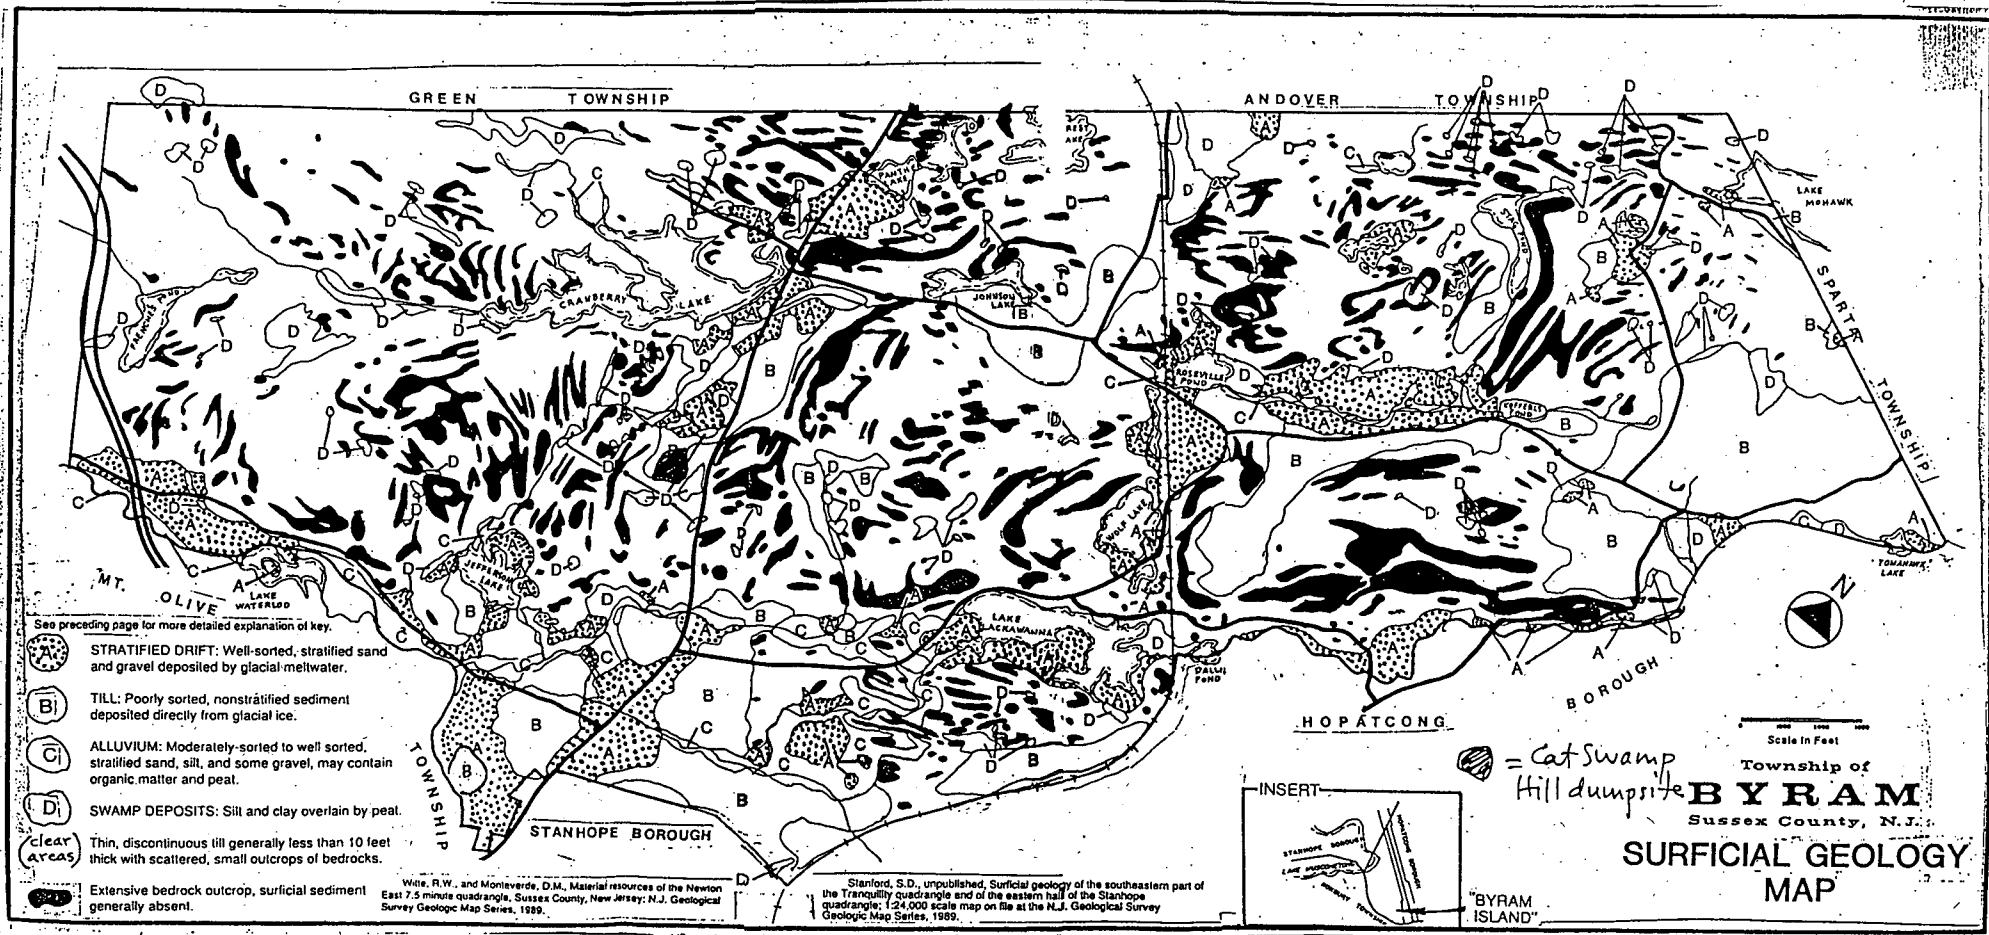 GREEN TOWNSHIP
ANDOVER TOWNSHIP
LAKE
MOHAWK
SPARTA
TOWNSHIP
CRANBERRY LAKE
JOHNSON
LAKE
ROSEVILLE
POND
WOLF LAKE
JEFFERSON
LAKE
LAKE
LACKAWANNA
TOMAHAWK
LAKE
MT. OLIVE
LAKE
WATERLOO
TOWNSHIP
STANHOPE BOROUGH
HOPATCONG
BOROUGH
N
See preceding page for more detailed explanation of key.
A STRATIFIED DRIFT: Well-sorted, stratified sand
and gravel deposited by glacial meltwater.
B TILL: Poorly sorted, nonstratified sediment
deposited directly from glacial ice.
C ALLUVIUM: Moderately-sorted to well sorted,
stratified sand, silt, and some gravel, may contain
organic matter and peat.
D SWAMP DEPOSITS: Silt and clay overlain by peat.
(clear areas) Thin, discontinuous till generally less than 10 feet
thick with scattered, small outcrops of bedrocks.
Extensive bedrock outcrop, surficial sediment
generally absent.
Witte, R.W., and Monteverde, D.M., Material resources of the Newton
East 7.5 minute quadrangle, Sussex County, New Jersey: N.J. Geological
Survey Geologic Map Series, 1989.
Stanford, S.D., unpublished, Surficial geology of the southeastern part of
the Tranquility quadrangle and of the eastern half of the Stanhope
quadrangle; 1:24,000 scale map on file at the N.J. Geological Survey
Geologic Map Series, 1989.
INSERT
STANHOPE BOROUGH
HOPATCONG BOROUGH
"BYRAM
ISLAND"
= Cat Swamp
Hill dumpsite
Scale in Feet
Township of
BYRAM
Sussex County, N.J.
SURFICIAL GEOLOGY
MAP